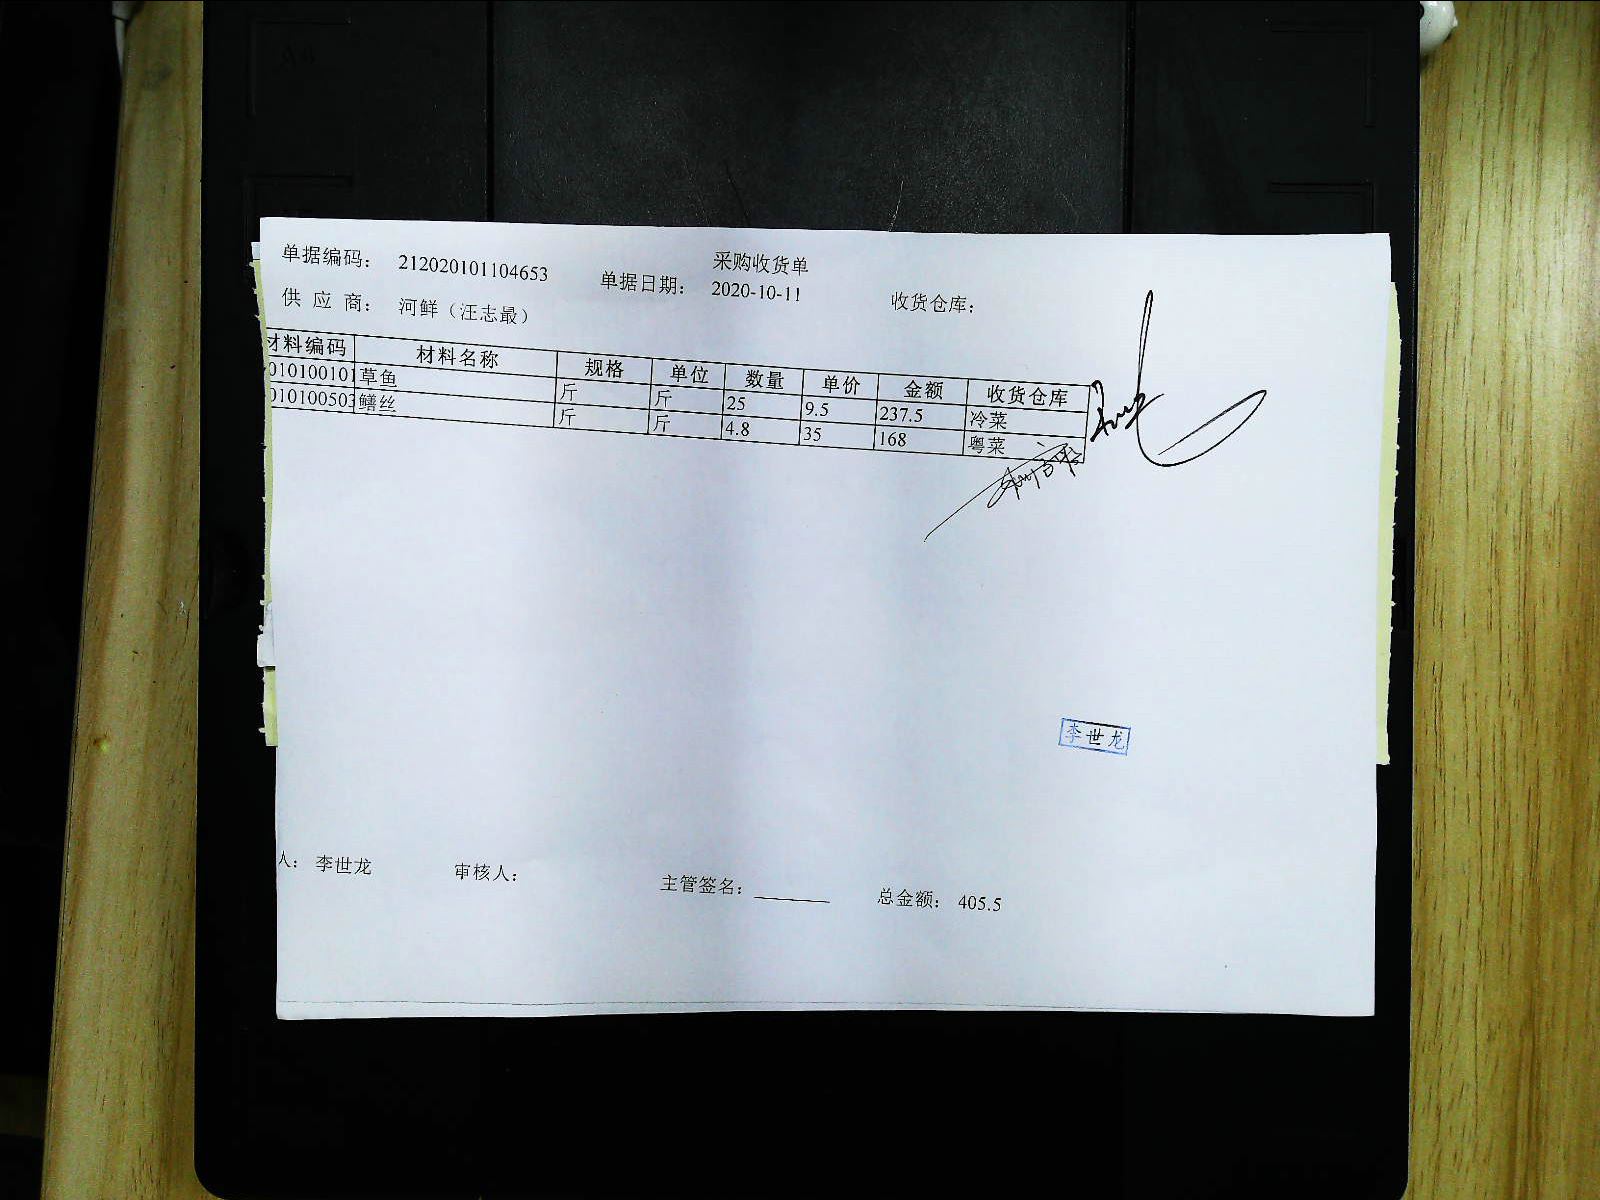 采购收货单
单据编码： 212020101104653 单据日期： 2020-10-11 收货仓库：
供 应 商： 河鲜（汪志最）
材料编码 材料名称 规格 单位 数量 单价 金额 收货仓库
010100101 草鱼 斤 斤 25 9.5 237.5 冷菜
010100503 鳝丝 斤 斤 4.8 35 168 粤菜
李世龙
人： 李世龙 审核人： 主管签名： 总金额： 405.5